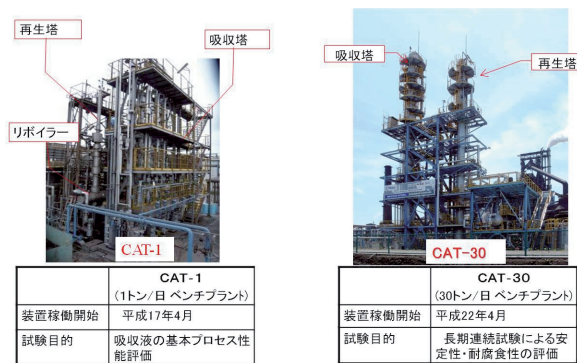 再生塔
吸収塔
リボイラー
CAT-1
CAT-1
(1トン/日 ベンチプラント)
装置稼働開始 平成17年4月
試験目的 吸収液の基本プロセス性
能評価
吸収塔
再生塔
CAT-30
CAT-30
(30トン/日 ベンチプラント)
装置稼働開始 平成22年4月
試験目的 長期連続試験による安
定性・耐腐食性の評価